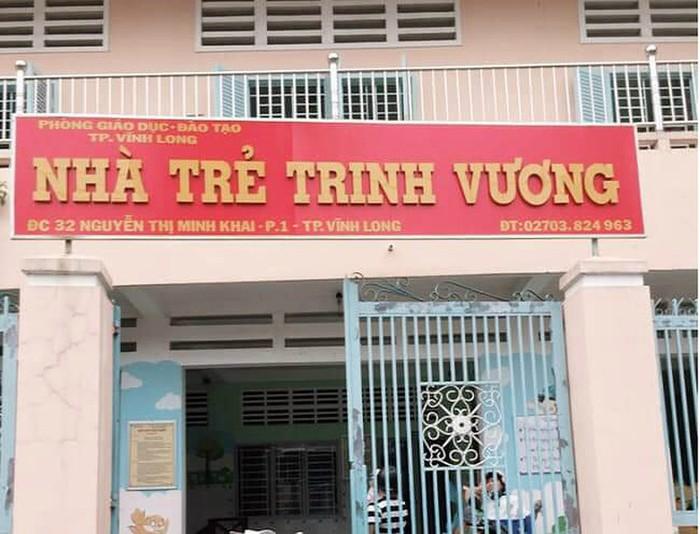 PHÒNG GIÁO DỤC-ĐÀO TẠO
TP. VĨNH LONG
NHÀ TRẺ TRINH VƯƠNG
ĐC 32 NGUYỄN THỊ MINH KHAI - P.1 - TP.VĨNH LONG ĐT:02703.824 963